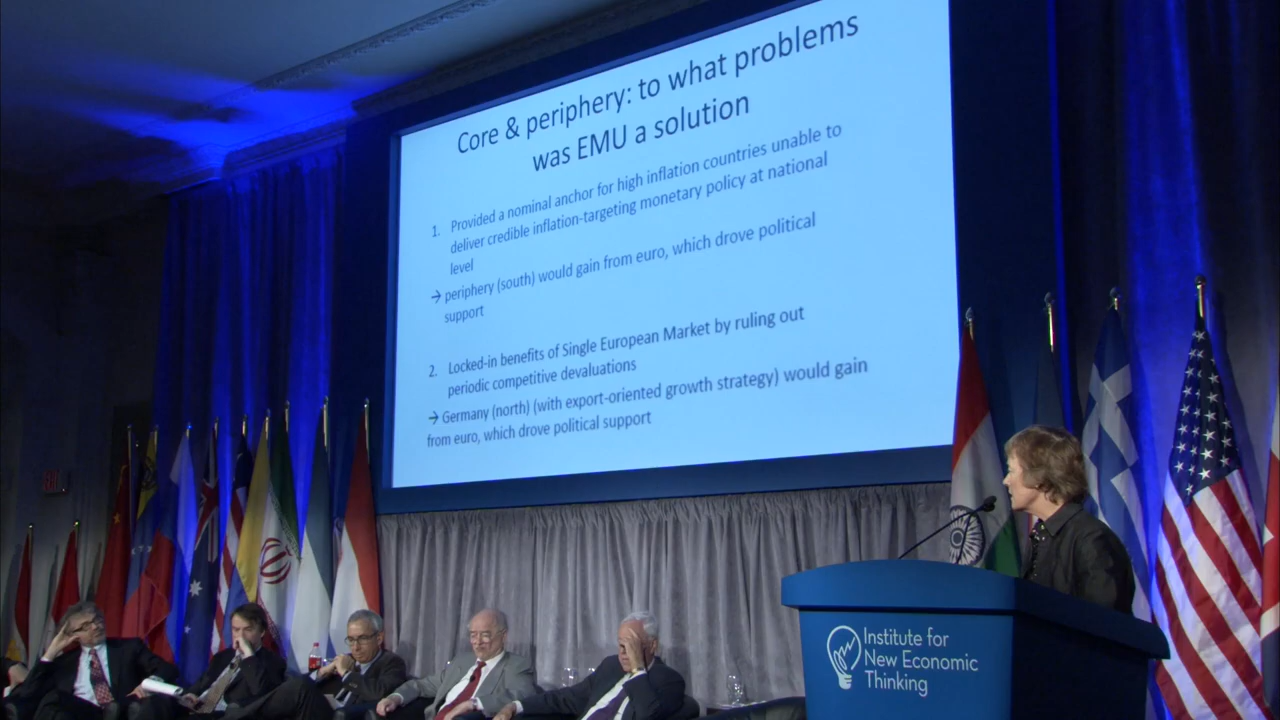 Core & periphery: to what problems
was EMU a solution
1. Provided a nominal anchor for high inflation countries unable to
deliver credible inflation-targeting monetary policy at national
level
→ periphery (south) would gain from euro, which drove political
support
2. Locked-in benefits of Single European Market by ruling out
periodic competitive devaluations
→ Germany (north) (with export-oriented growth strategy) would gain
from euro, which drove political support
EXIT
Institute for
New Economic
Thinking